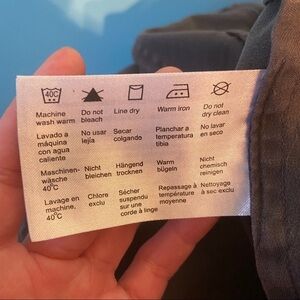 40C
Machine wash warm
Do not bleach
Line dry
Warm iron
Do not dry clean
Lavado a máquina con agua caliente
No usar lejia
Secar colgando
Planchar a temperatura tibia
No lavar en seco
Maschinen-wäsche 40°C
Nicht bleichen
Hängend trocknen
Warm bügeln
Nicht chemisch reinigen
Lavage en machine, 40°C
Chlore exclu
Sécher suspendu sur une corde à linge
Repassage à température moyenne
Nettoyage à sec exclu